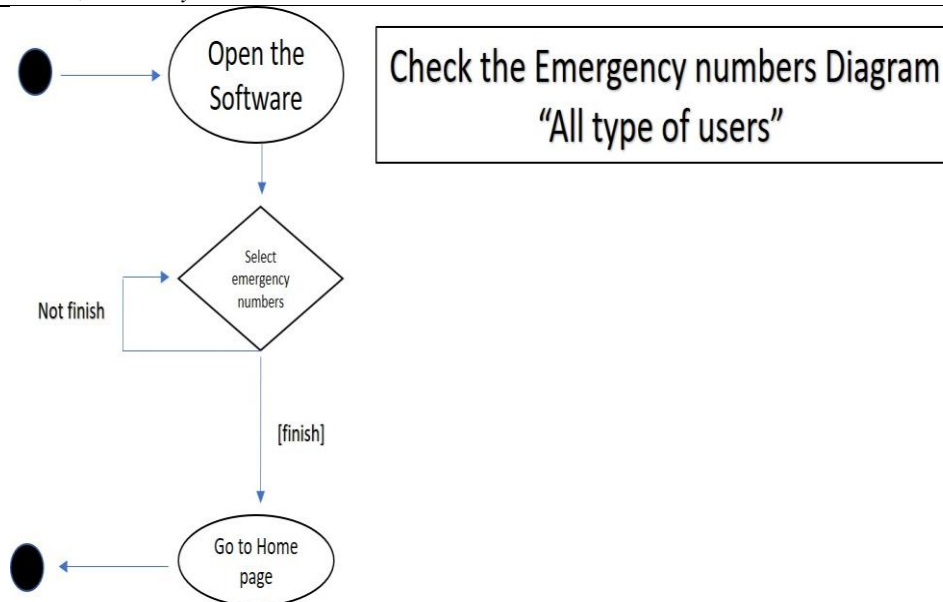 Open the
Software
Check the Emergency numbers Diagram
“All type of users”
Select
emergency
numbers
Not finish
[finish]
Go to Home
page